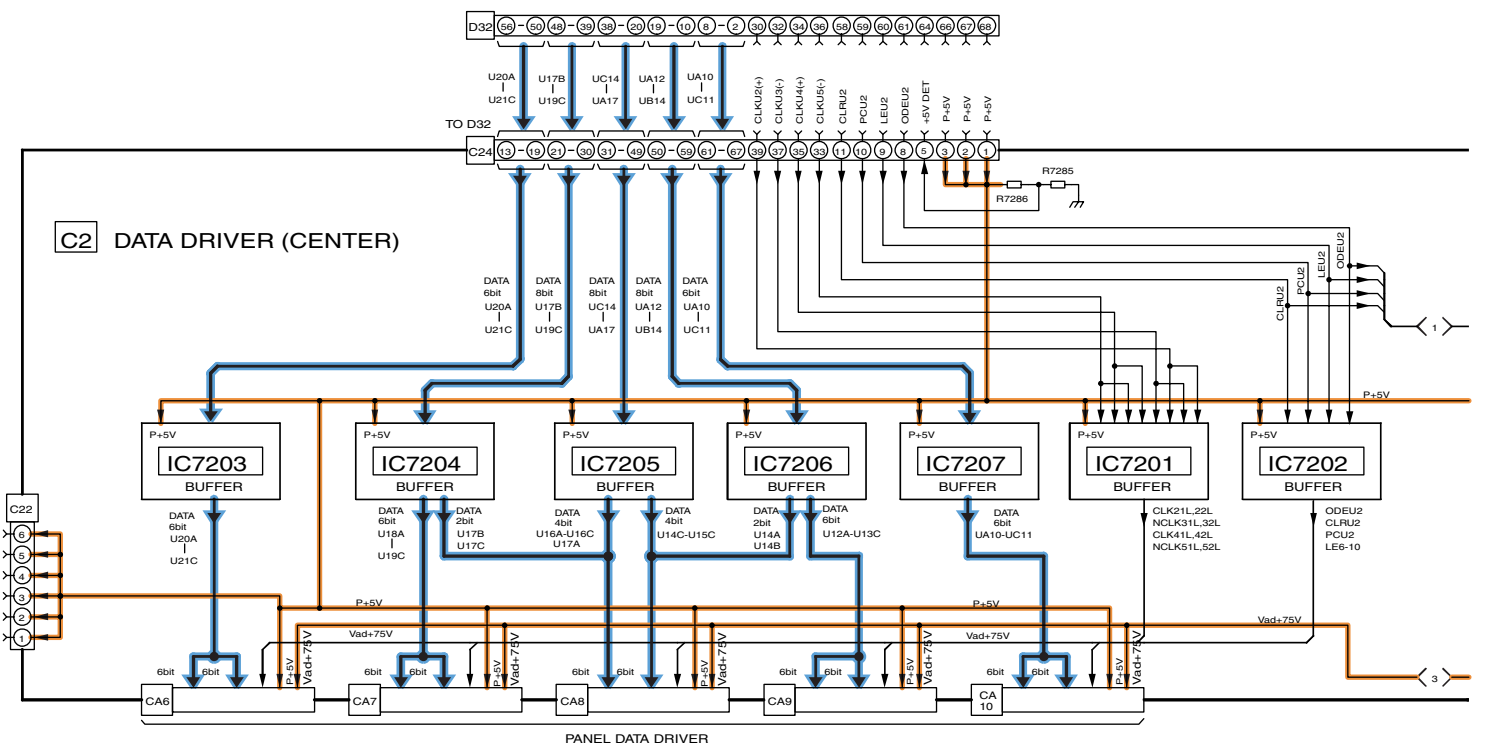 D32 56 - 50 48 - 39 38 - 20 19 - 10 8 - 2 30 32 34 36 58 59 60 61 64 66 67 68
U20A
U21C
U17B
U19C
UC14
UA17
UA12
UB14
UA10
UC11
CLKU2(+)
CLKU3(-)
CLKU4(+)
CLKU5(-)
CLRU2
PCU2
LEU2
ODEU2
+5V DET
P+5V
P+5V
P+5V
TO D32
C24 13 - 19 21 - 30 31 - 49 50 - 59 61 - 67 39 37 35 33 11 10 9 8 5 3 2 1
R7285
R7286
C2 DATA DRIVER (CENTER)
DATA
6bit
U20A
U21C
DATA
8bit
U17B
U19C
DATA
8bit
UC14
UA17
DATA
8bit
UA12
UB14
DATA
6bit
UA10
UC11
CLRU2
PCU2
LEU2
ODEU2
1
P+5V
P+5V
IC7203
BUFFER
P+5V
IC7204
BUFFER
P+5V
IC7205
BUFFER
P+5V
IC7206
BUFFER
P+5V
IC7207
BUFFER
P+5V
IC7201
BUFFER
P+5V
IC7202
BUFFER
C22
6
5
4
3
2
1
DATA
6bit
U20A
U21C
DATA
6bit
U18A
U19C
DATA
2bit
U17B
U17C
DATA
4bit
U16A-U16C
U17A
DATA
4bit
U14C-U15C
DATA
2bit
U14A
U14B
DATA
6bit
U12A-U13C
DATA
6bit
UA10-UC11
CLK21L,22L
NCLK31L,32L
CLK41L,42L
NCLK51L,52L
ODEU2
CLRU2
PCU2
LE6-10
P+5V
P+5V
Vad+75V
Vad+75V
Vad+75V
Vad+75V
3
6bit 6bit P+5V Vad+75V
6bit 6bit P+5V Vad+75V
6bit 6bit P+5V Vad+75V
6bit 6bit P+5V Vad+75V
6bit 6bit P+5V Vad+75V
CA6
CA7
CA8
CA9
CA
10
PANEL DATA DRIVER